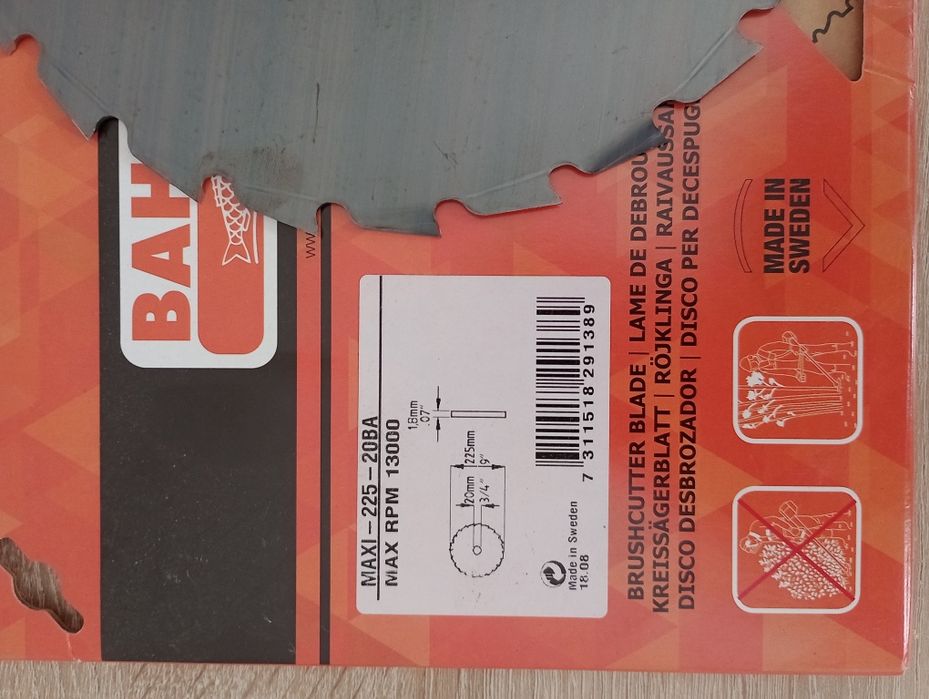 BAH
MAXI-225-20BA
MAX RPM 13000
1.8mm
.07"
225mm
9"
20mm
3/4"
7 311518 291389
Made in Sweden
18.08
BRUSHCUTTER BLADE | LAME DE DEBROU
KREISSÄGERBLATT | RÖJKLINGA | RAIVAUSSA
DISCO DESBROZADOR | DISCO PER DECESPUG
MADE IN
SWEDEN